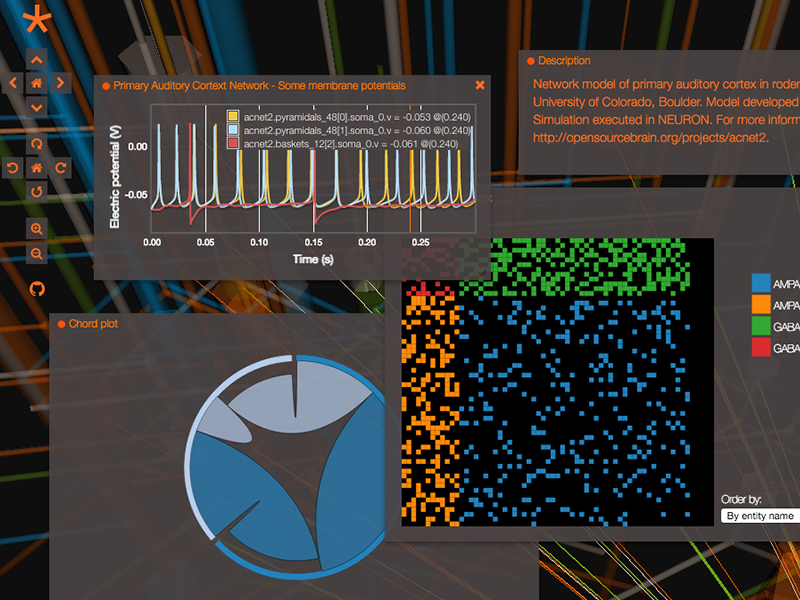 Description
Network model of primary auditory cortex in roden
University of Colorado, Boulder. Model developed
Simulation executed in NEURON. For more inform
http://opensourcebrain.org/projects/acnet2.
Primary Auditory Cortext Network - Some membrane potentials
acnet2.pyramidals_48[0].soma_0.v = -0.053 @(0.240)
acnet2.pyramidals_48[1].soma_0.v = -0.060 @(0.240)
acnet2.baskets_12[2].soma_0.v = -0.061 @(0.240)
Electric potential (V)
0.00
-0.05
0.00 0.05 0.10 0.15 0.20 0.25
Time (s)
AMPA
AMPA
GABA
GABA
Order by:
By entity name
Chord plot